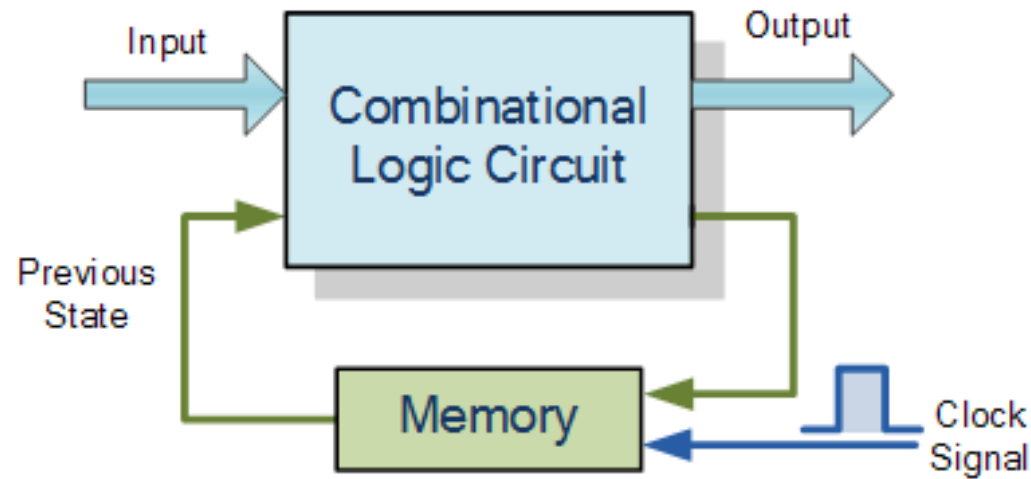 Input
Output
Combinational
Logic Circuit
Previous
State
Memory
Clock
Signal